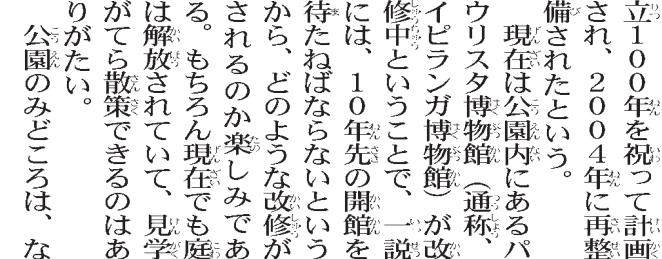 立100年を祝って計画
され、2004年に再整
備されたという。
現在は公園内にあるパ
ウリスタ博物館（通称、
イピランガ博物館）が改
修中ということで、一説
には、10年先の開館を
待たねばならないという
から、どのような改修が
されるのか楽しみであ
る。もちろん現在でも庭
は解放されていて、見学
がてら散策できるのはあ
りがたい。
公園のみどころは、な